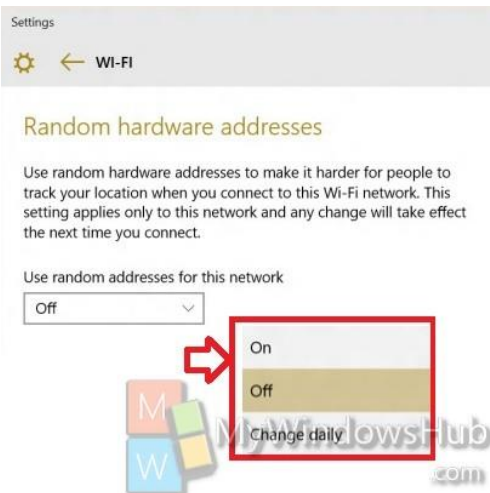 Settings
WI-FI
Random hardware addresses
Use random hardware addresses to make it harder for people to
track your location when you connect to this Wi-Fi network. This
setting applies only to this network and any change will take effect
the next time you connect.
Use random addresses for this network
Off
On
Off
Change daily
M
W
MyWindowsHub
.com